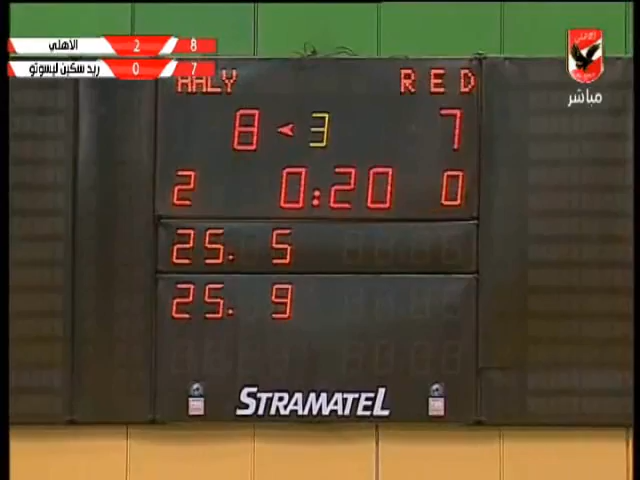 الأهلي 2 8
ريد سكين ليسوتو 0 7
مباشر
AHLY RED
8 3 7
2 0:20 0
25. 5
25. 9
STRAMATEL